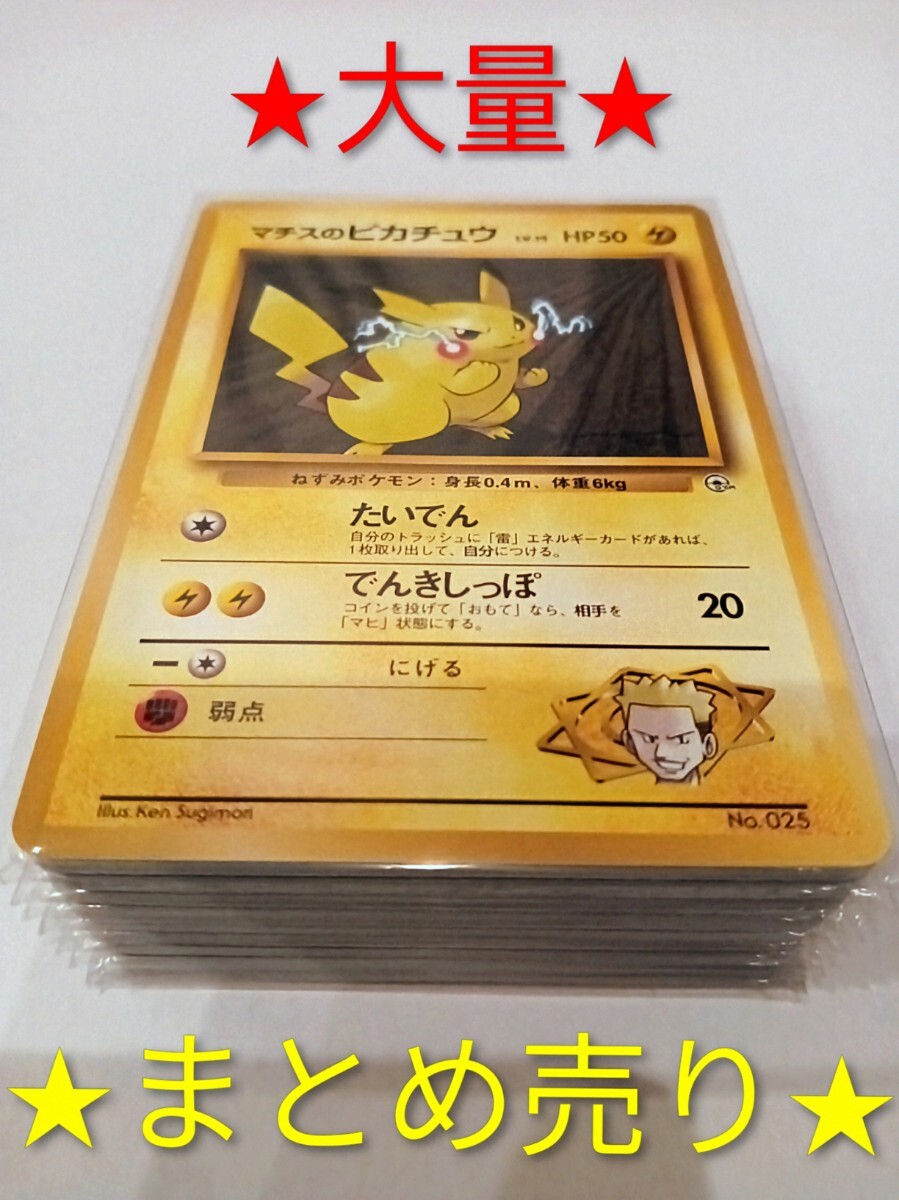 ★大量★
マチスのピカチュウ LV.14 HP50
ねずみポケモン：身長0.4m、体重6kg
たいでん
自分のトラッシュに「雷」エネルギーカードがあれば、
1枚取り出して、自分につける。
でんきしっぽ 20
コインを投げて「おもて」なら、相手を
「マヒ」状態にする。
にげる
弱点
Illus. Ken Sugimori No. 025
★まとめ売り★